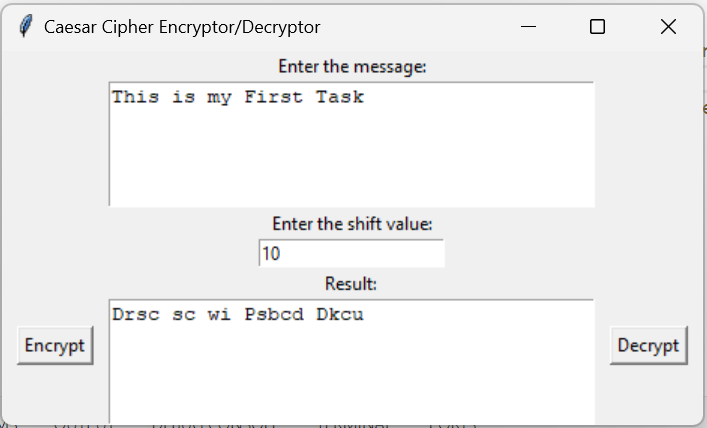 Caesar Cipher Encryptor/Decryptor
Enter the message:
This is my First Task
Enter the shift value:
10
Result:
Drsc sc wi Psbcd Dkcu
Encrypt
Decrypt